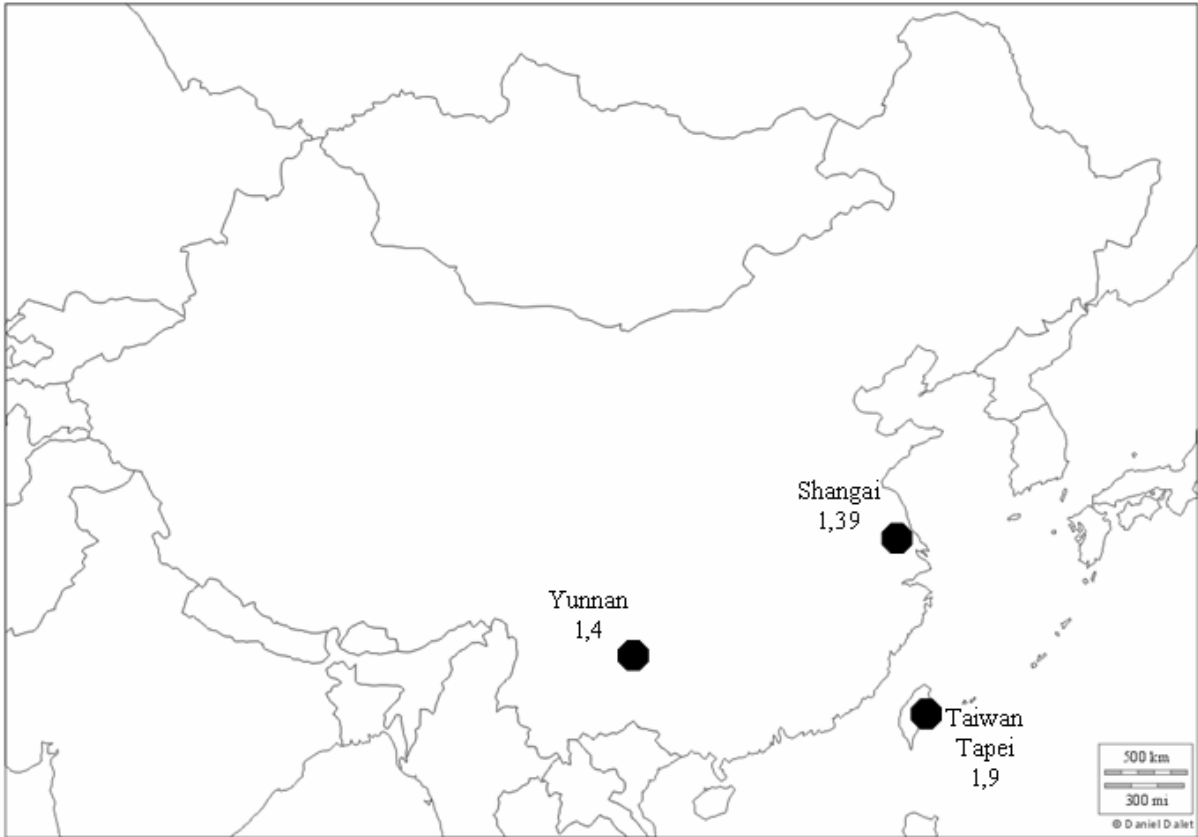 Shangai
1,39
Yunnan
1,4
Taiwan
Tapei
1,9
500 km
300 mi
© Daniel Dalet